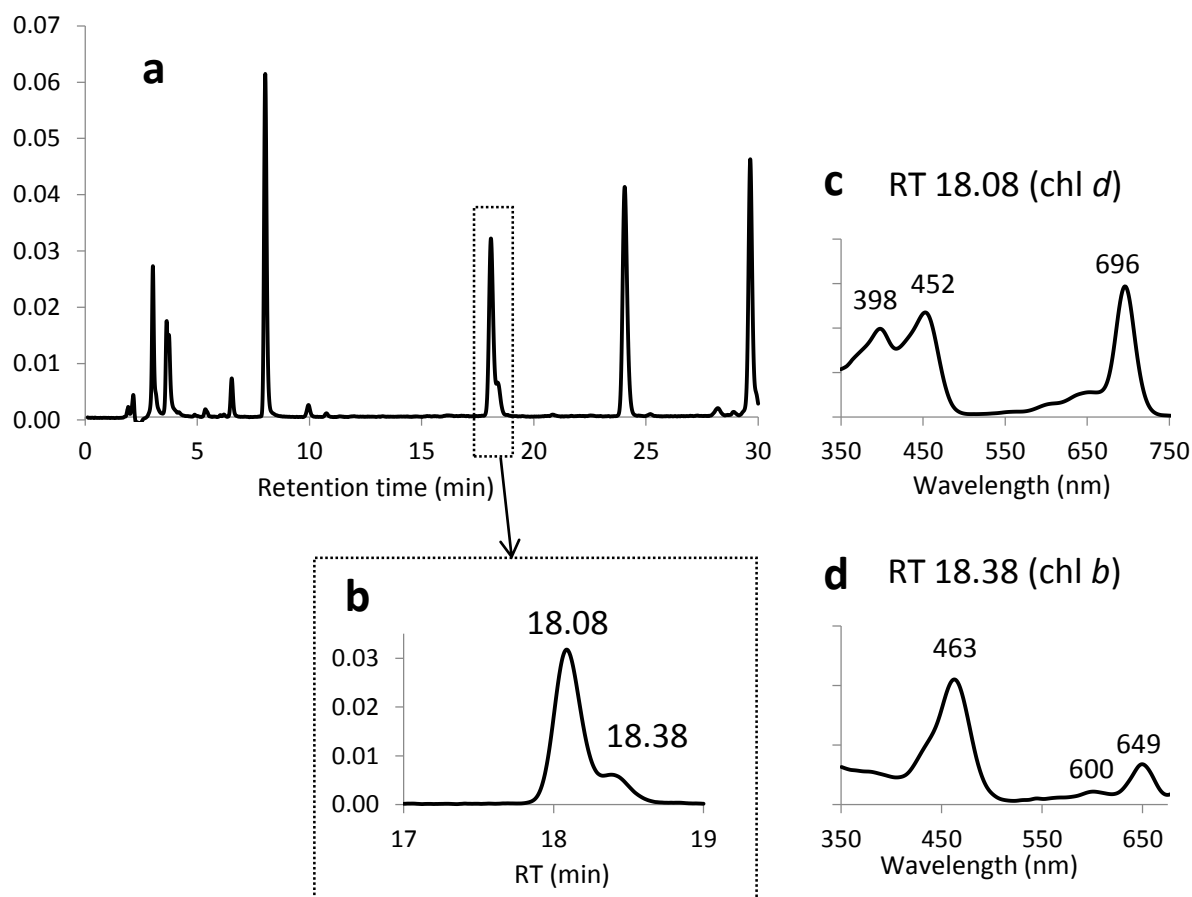 0.07
0.06
0.05
0.04
0.03
0.02
0.01
0.00
a
0 5 10 15 20 25 30
Retention time (min)
c RT 18.08 (chl d)
398 452 696
350 450 550 650 750
Wavelength (nm)
b
18.08
18.38
0.03
0.02
0.01
0.00
17 18 19
RT (min)
d RT 18.38 (chl b)
463
600 649
350 450 550 650
Wavelength (nm)